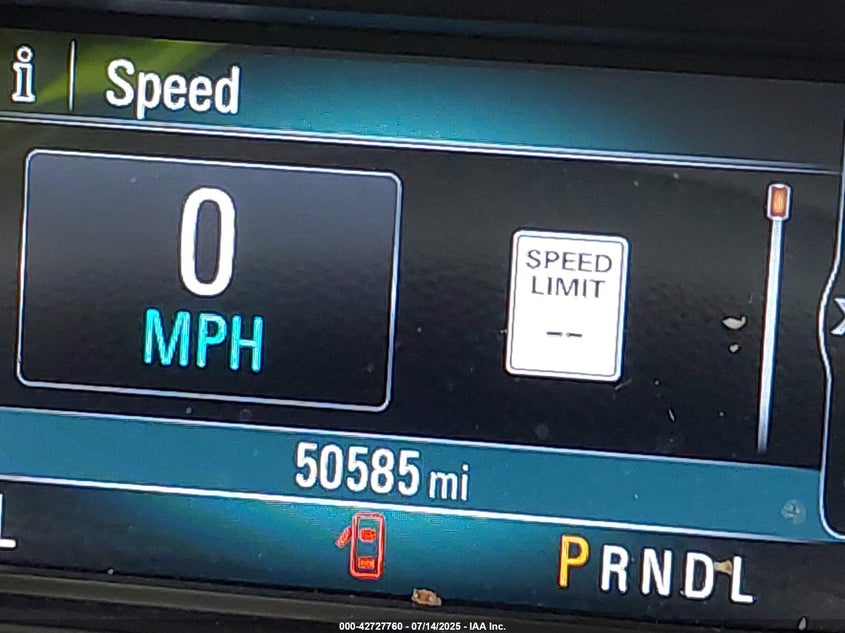 i Speed
0
MPH
SPEED
LIMIT
--
50585 mi
L
PRNDL
000-42727760 - 07/14/2025 - IAA Inc.